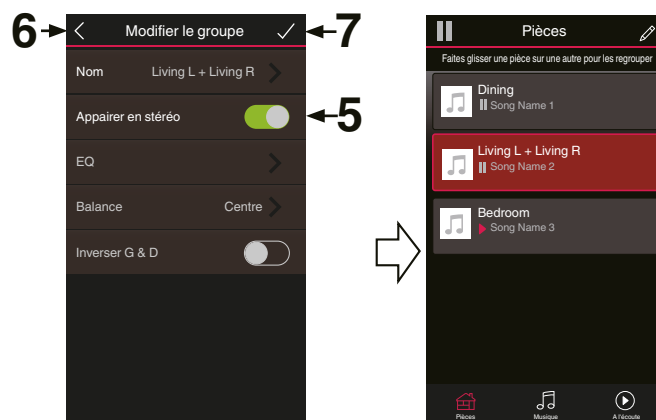 6
Modifier le groupe
7
Nom Living L + Living R
Appairer en stéréo
5
EQ
Balance Centre
Inverser G & D
Pièces
Faites glisser une pièce sur une autre pour les regrouper
Dining
Song Name 1
Living L + Living R
Song Name 2
Bedroom
Song Name 3
Pièces Musique A l'écoute